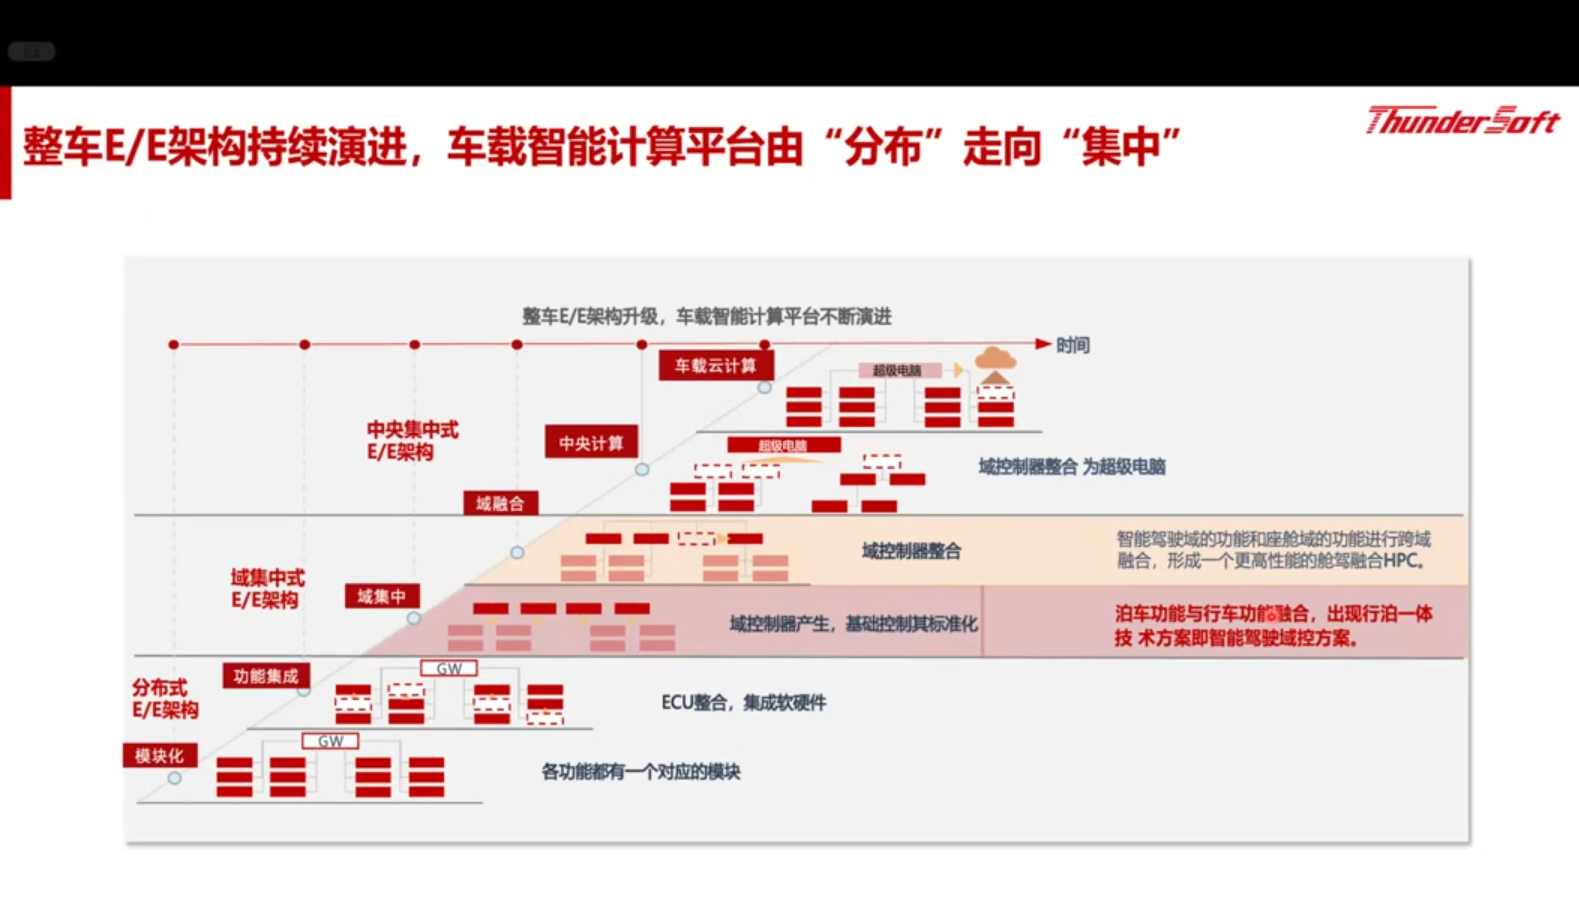 ThunderSoft
整车E/E架构持续演进，车载智能计算平台由“分布”走向“集中”
整车E/E架构升级，车载智能计算平台不断演进
时间
车载云计算
超级电脑
中央集中式
E/E架构
中央计算
超级电脑
域控制器整合 为超级电脑
域融合
域控制器整合
智能驾驶域的功能和座舱域的功能进行跨域
融合，形成一个更高性能的舱驾融合HPC。
域集中式
E/E架构
域集中
域控制器产生，基础控制其标准化
泊车功能与行车功能融合，出现行泊一体
技 术方案即智能驾驶域控方案。
分布式
E/E架构
功能集成
GW
ECU整合，集成软硬件
模块化
GW
各功能都有一个对应的模块